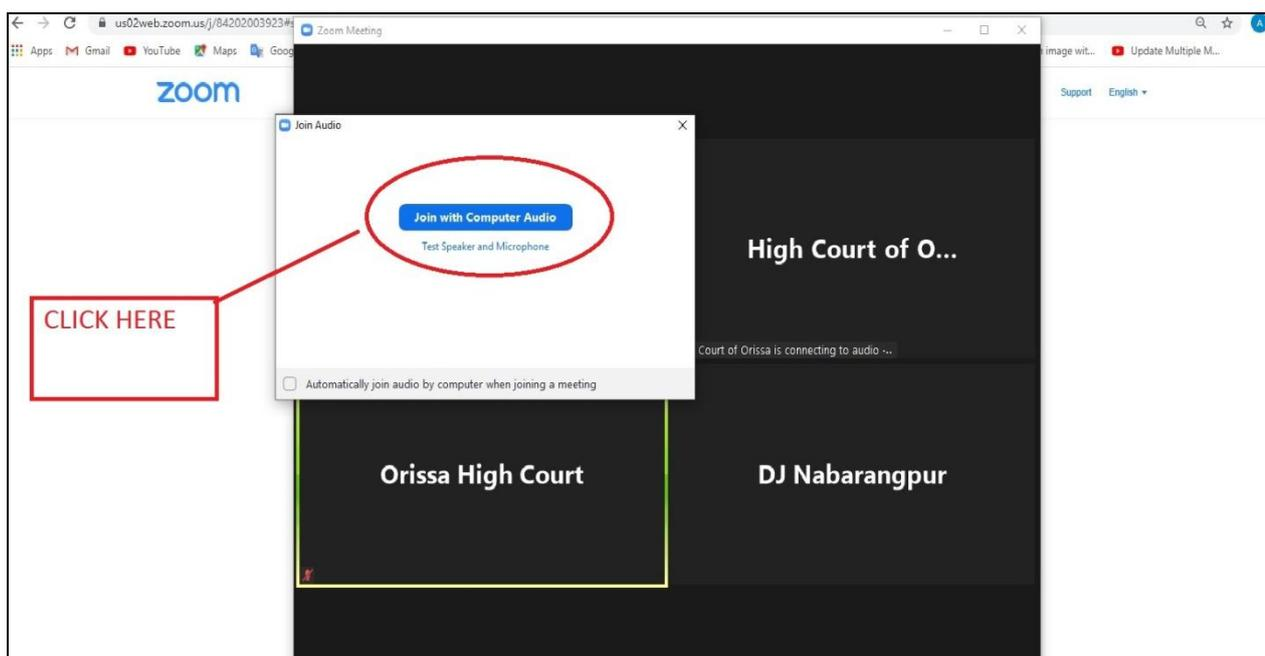 us02web.zoom.us/j/84202003923#s
Zoom Meeting
A
Apps Gmail YouTube Maps Goog
image wit... Update Multiple M...
zoom
Support English
Join Audio
Join with Computer Audio
Test Speaker and Microphone
High Court of O...
CLICK HERE
Court of Orissa is connecting to audio ...
Automatically join audio by computer when joining a meeting
Orissa High Court
DJ Nabarangpur